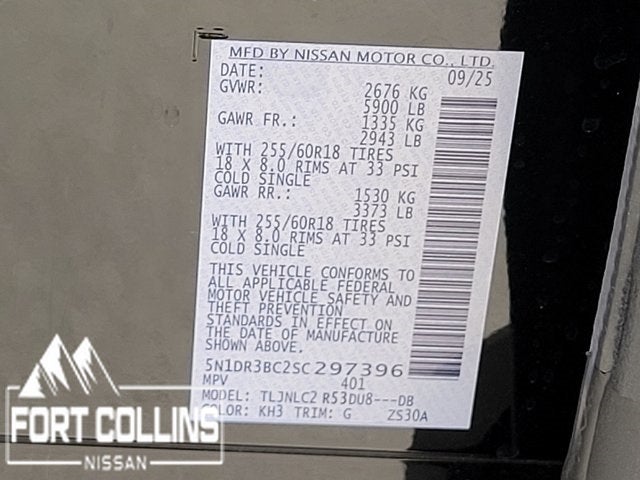 MFD BY NISSAN MOTOR CO., LTD.
DATE: 09/25
GVWR: 2676 KG
5900 LB
GAWR FR.: 1335 KG
2943 LB
WITH 255/60R18 TIRES
18 X 8.0 RIMS AT 33 PSI
COLD SINGLE
GAWR RR.: 1530 KG
3373 LB
WITH 255/60R18 TIRES
18 X 8.0 RIMS AT 33 PSI
COLD SINGLE
THIS VEHICLE CONFORMS TO
ALL APPLICABLE FEDERAL
MOTOR VEHICLE SAFETY AND
THEFT PREVENTION
STANDARDS IN EFFECT ON
THE DATE OF MANUFACTURE
SHOWN ABOVE.
5N1DR3BC2SC297396
MPV 401
MODEL: TLJNLC2 R53DU8---DB
COLOR: KH3 TRIM: G ZS30A
FORT COLLINS
NISSAN